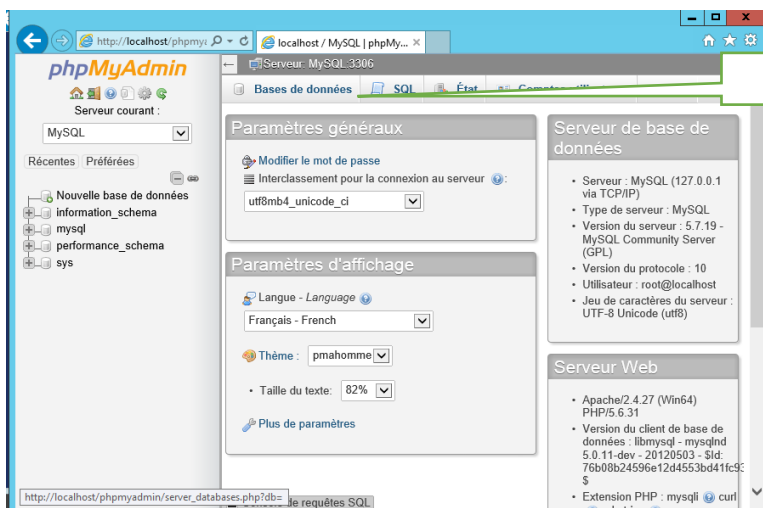 http://localhost/phpmy
localhost / MySQL | phpMy...
phpMyAdmin
Serveur courant :
MySQL
Récentes Préférées
Nouvelle base de données
information_schema
mysql
performance_schema
sys
Serveur: MySQL:3306
Bases de données SQL État
Paramètres généraux
Modifier le mot de passe
Interclassement pour la connexion au serveur :
utf8mb4_unicode_ci
Paramètres d'affichage
Langue - Language
Français - French
Thème : pmahomme
• Taille du texte: 82%
Plus de paramètres
Serveur de base de
données
• Serveur : MySQL (127.0.0.1
via TCP/IP)
• Type de serveur : MySQL
• Version du serveur : 5.7.19 -
MySQL Community Server
(GPL)
• Version du protocole : 10
• Utilisateur : root@localhost
• Jeu de caractères du serveur :
UTF-8 Unicode (utf8)
Serveur Web
• Apache/2.4.27 (Win64)
PHP/5.6.31
• Version du client de base de
données : libmysql - mysqlnd
5.0.11-dev - 20120503 - $Id:
76b08b24596e12d4553bd41fc93
$
• Extension PHP : mysqli curl
http://localhost/phpmyadmin/server_databases.php?db=
de requêtes SQL